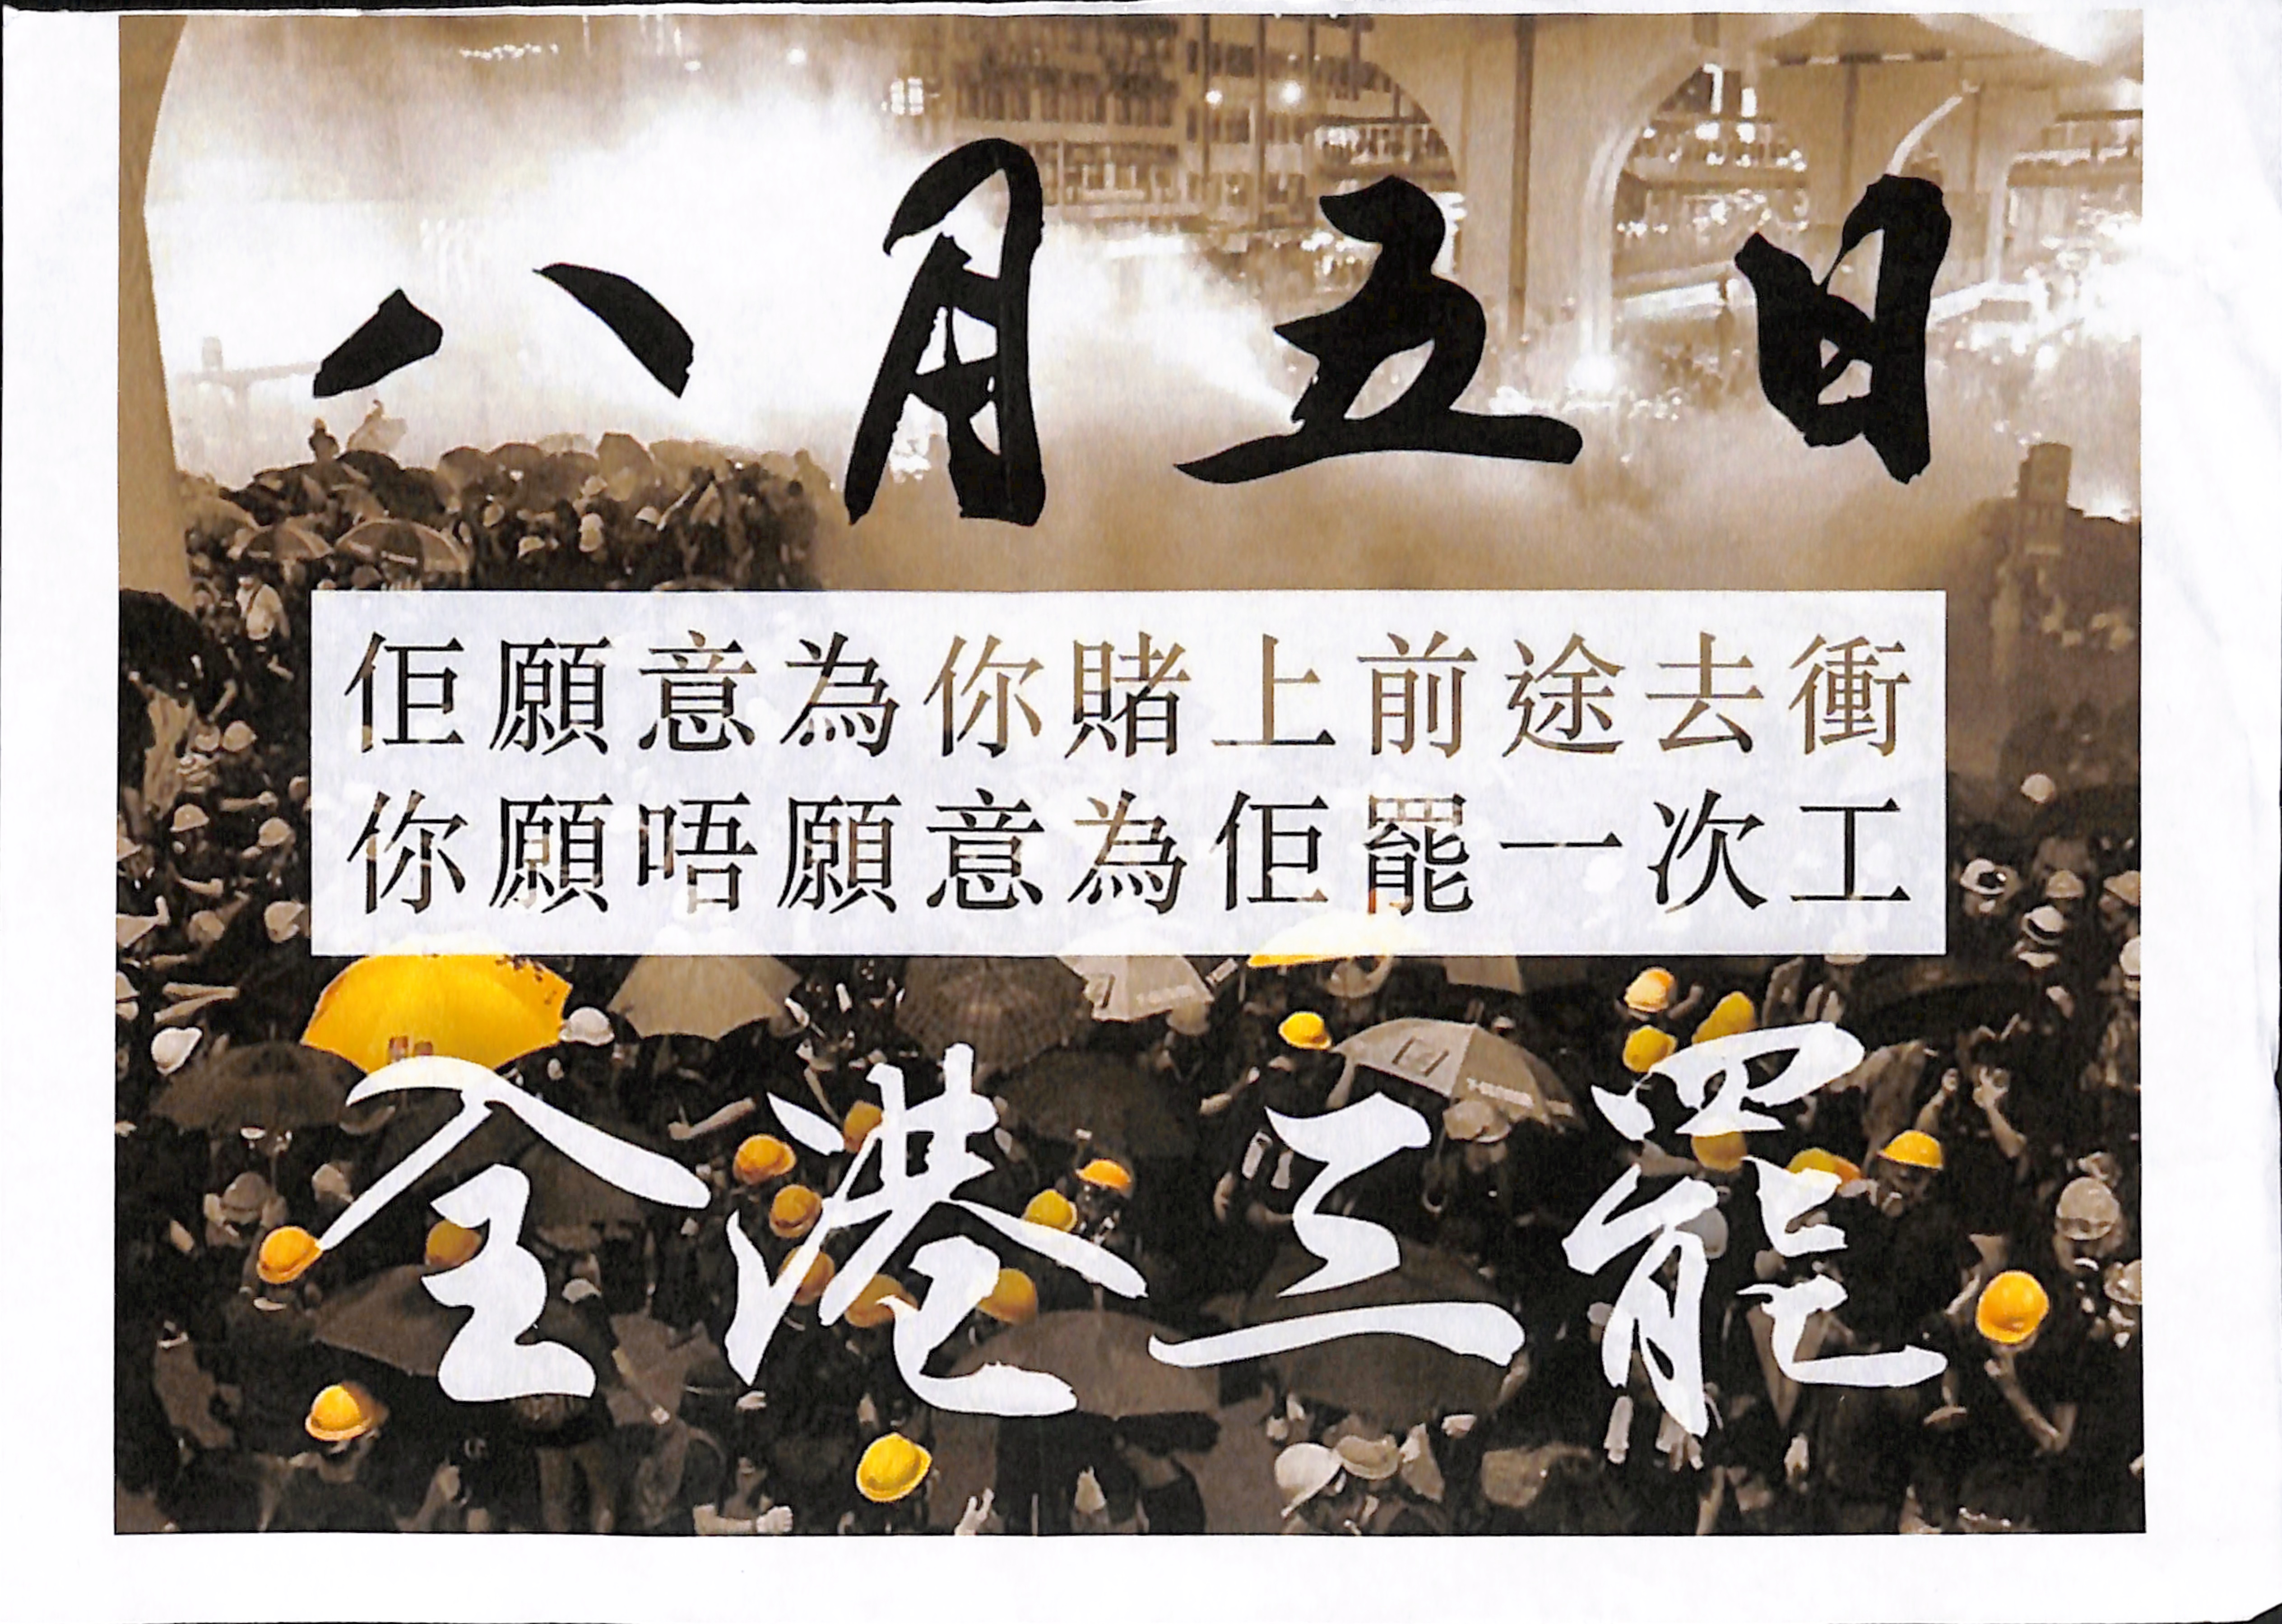 八月五日
佢願意為你賭上前途去衝
你願唔願意為佢罷一次工
全港三罷